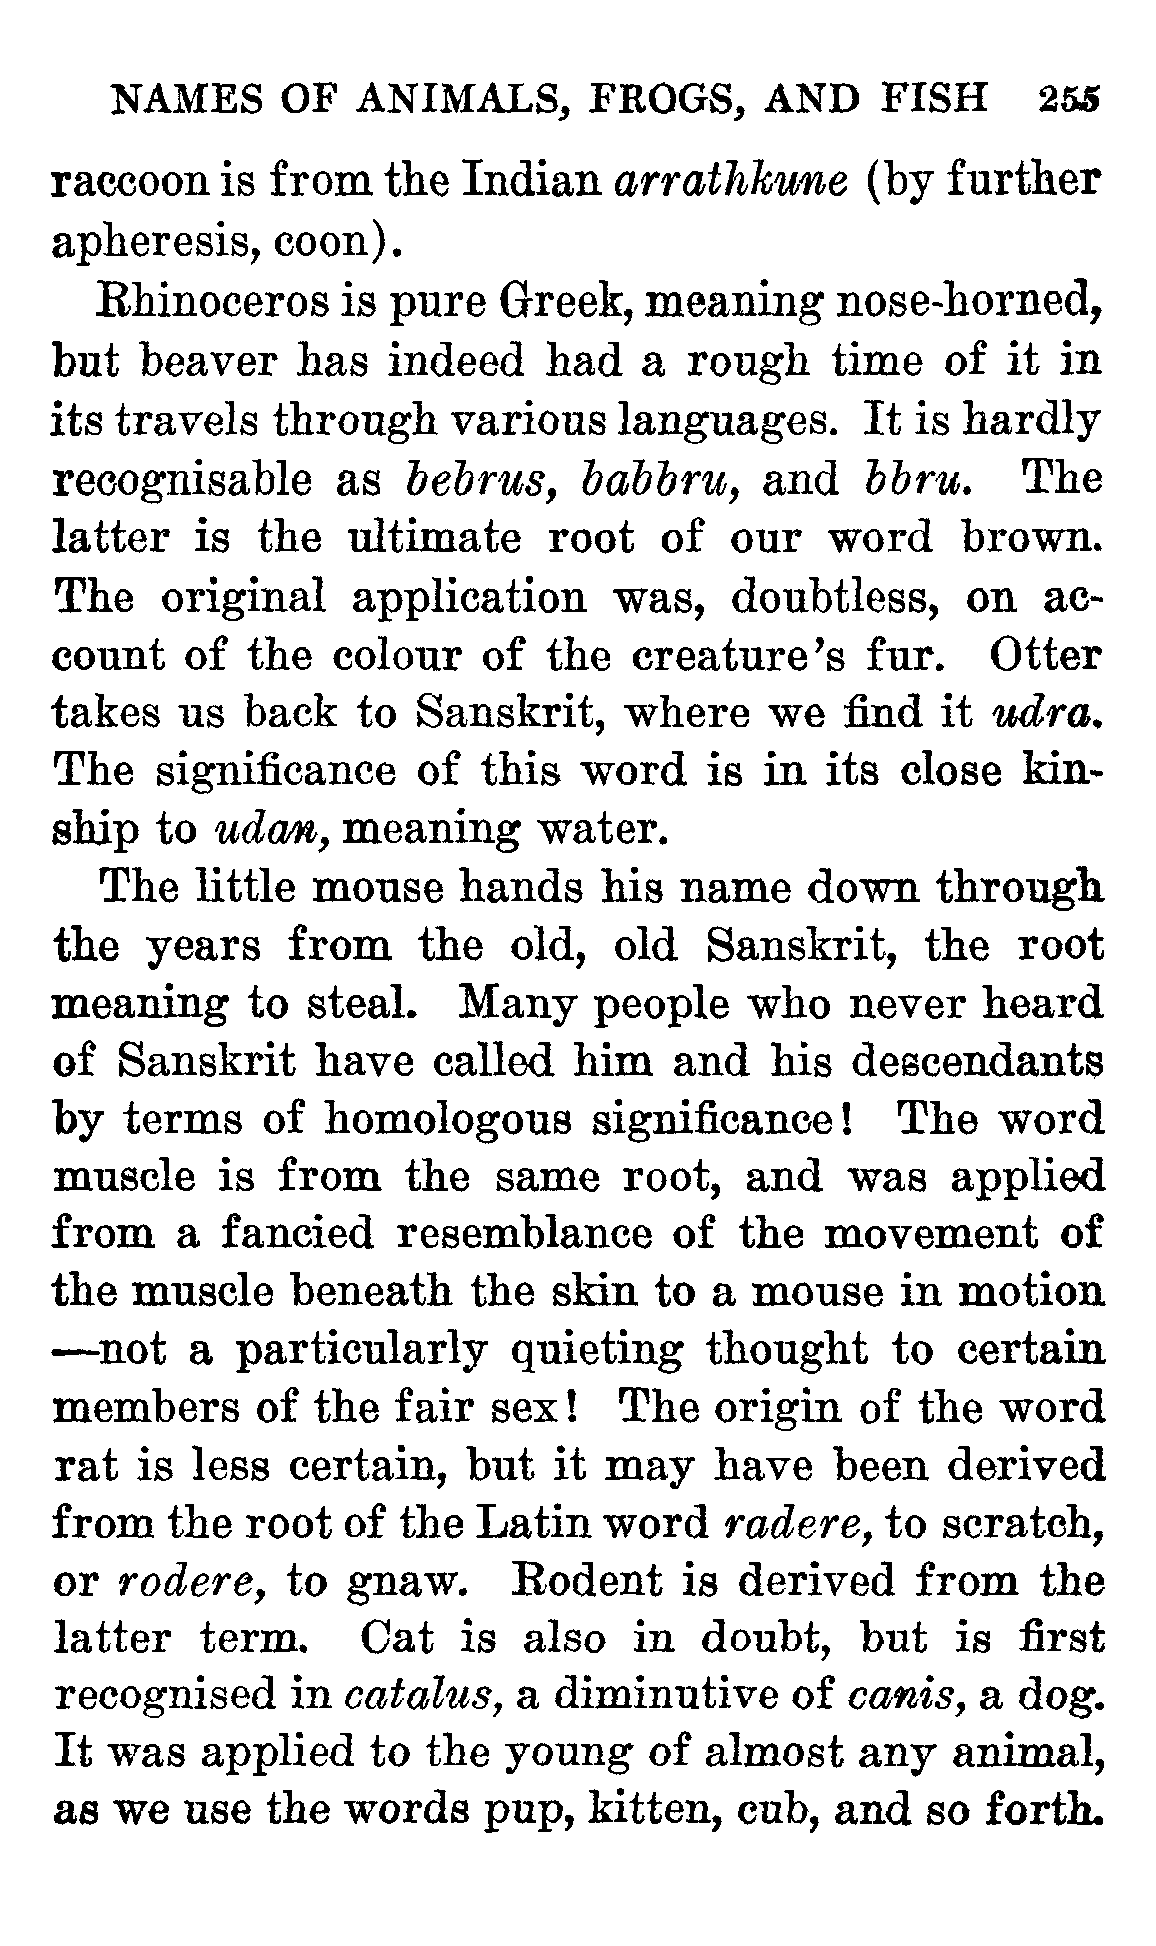 NAMES OF ANIMALS, FROGS, AND FISH 255
raccoon is from the Indian arrathkune (by further
apheresis, coon).
Rhinoceros is pure Greek, meaning nose-horned,
but beaver has indeed had a rough time of it in
its travels through various languages. It is hardly
recognisable as bebrus, babbru, and bbru. The
latter is the ultimate root of our word brown.
The original application was, doubtless, on ac-
count of the colour of the creature's fur. Otter
takes us back to Sanskrit, where we find it udra.
The significance of this word is in its close kin-
ship to udan, meaning water.
The little mouse hands his name down through
the years from the old, old Sanskrit, the root
meaning to steal. Many people who never heard
of Sanskrit have called him and his descendants
by terms of homologous significance! The word
muscle is from the same root, and was applied
from a fancied resemblance of the movement of
the muscle beneath the skin to a mouse in motion
—not a particularly quieting thought to certain
members of the fair sex! The origin of the word
rat is less certain, but it may have been derived
from the root of the Latin word radere, to scratch,
or rodere, to gnaw. Rodent is derived from the
latter term. Cat is also in doubt, but is first
recognised in catalus, a diminutive of canis, a dog.
It was applied to the young of almost any animal,
as we use the words pup, kitten, cub, and so forth.